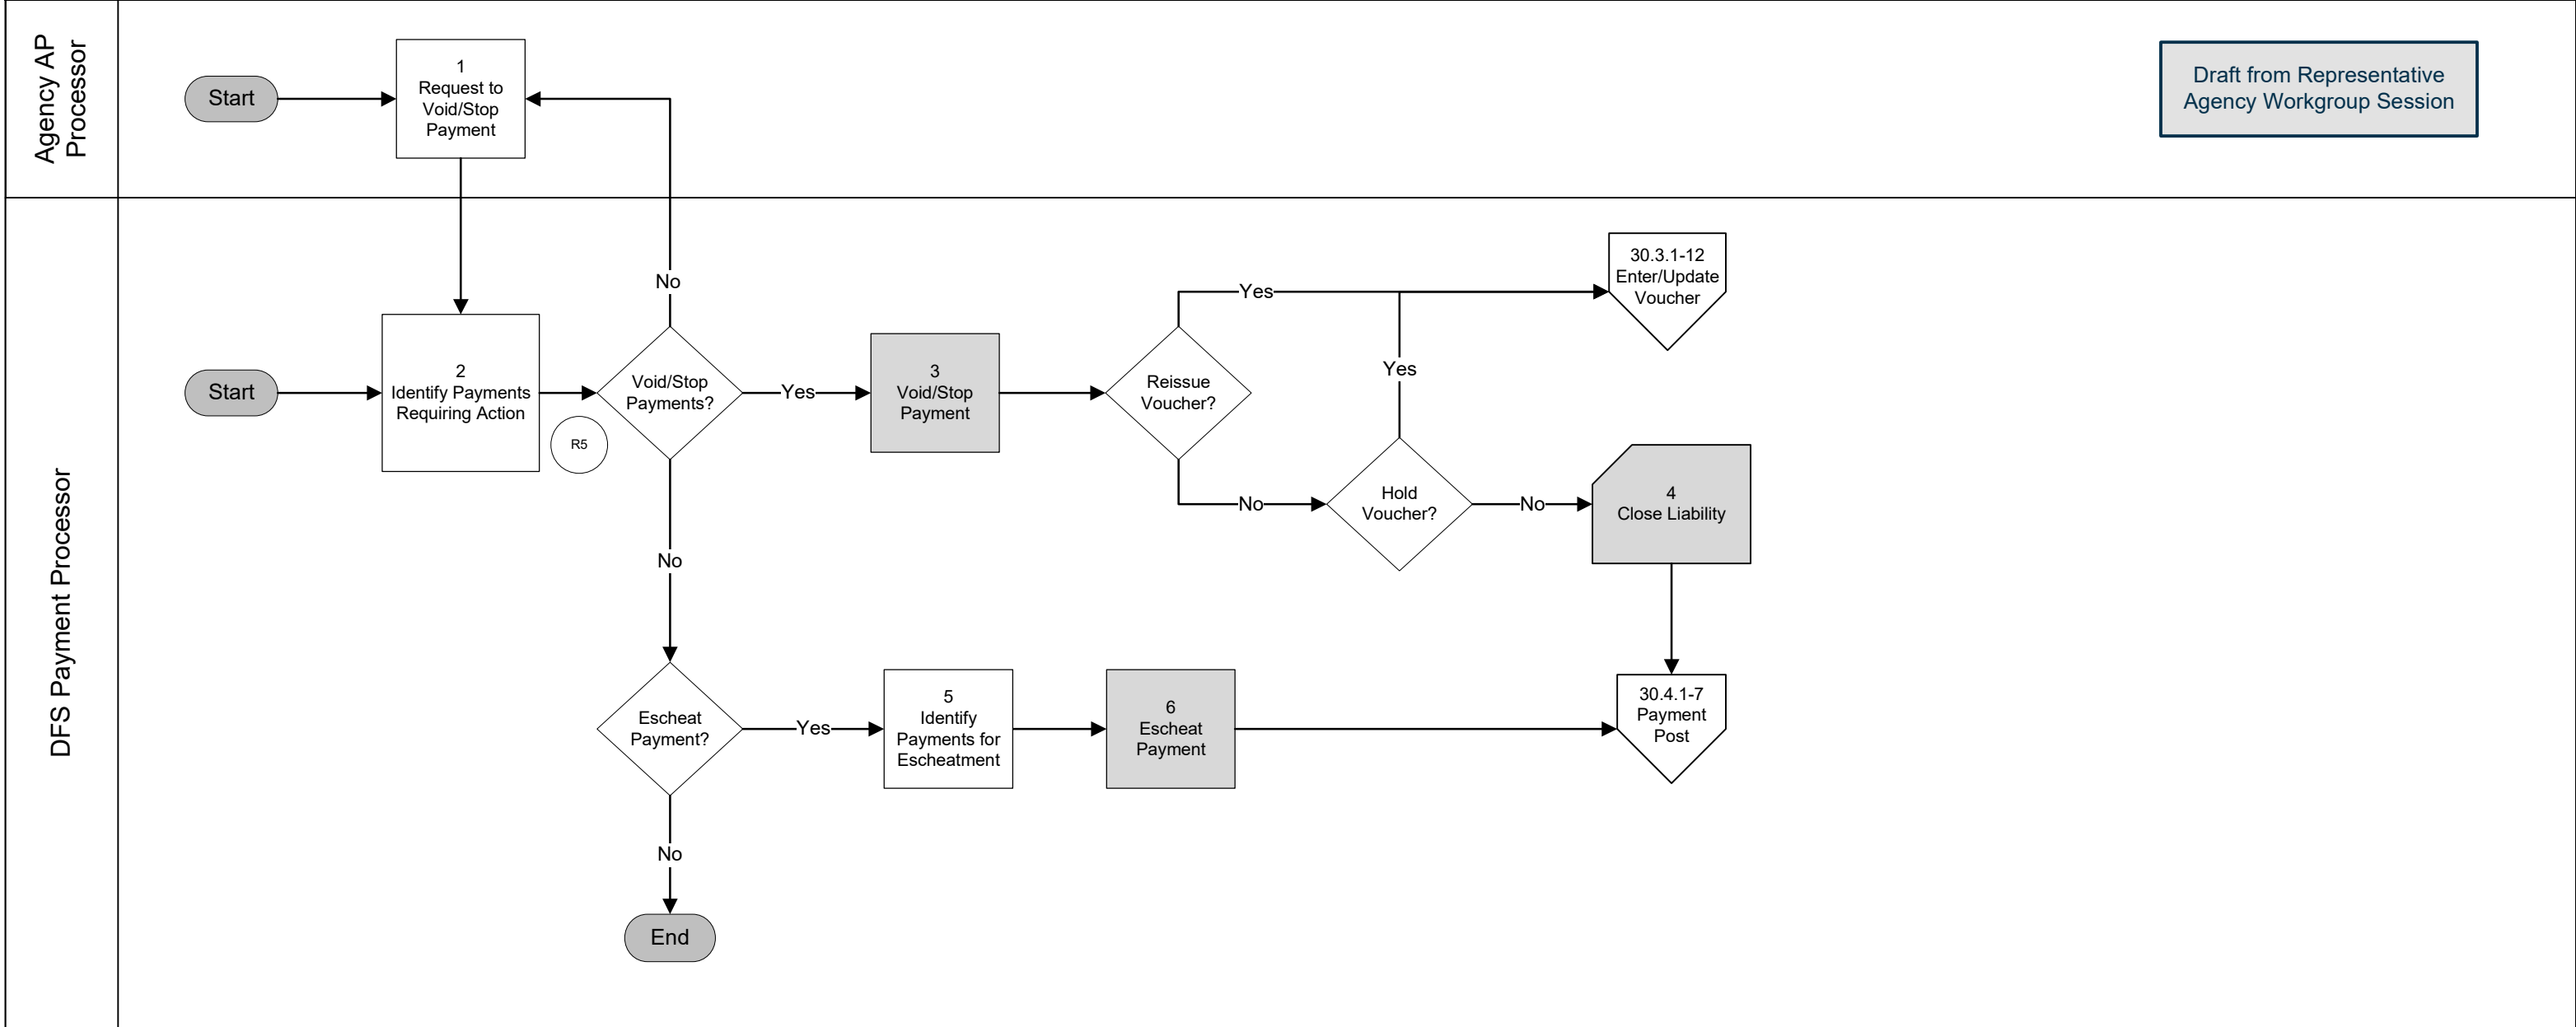 Agency AP
Processor
Start
1
Request to
Void/Stop
Payment
Draft from Representative
Agency Workgroup Session
DFS Payment Processor
Start
2
Identify Payments
Requiring Action
R5
Void/Stop
Payments?
No
Yes
3
Void/Stop
Payment
Reissue
Voucher?
Yes
30.3.1-12
Enter/Update
Voucher
No
Hold
Voucher?
Yes
No
4
Close Liability
No
Escheat
Payment?
Yes
5
Identify
Payments for
Escheatment
6
Escheat
Payment
30.4.1-7
Payment
Post
No
End